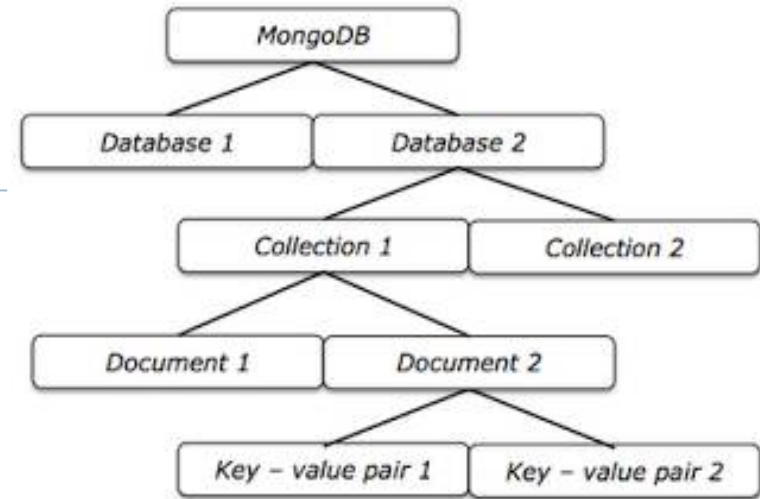 MongoDB
Database 1
Database 2
Collection 1
Collection 2
Document 1
Document 2
Key – value pair 1
Key – value pair 2